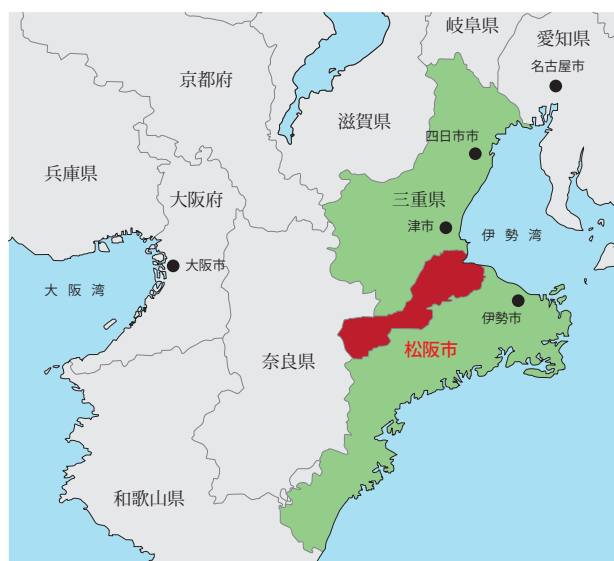 岐阜県
愛知県
名古屋市
京都府
滋賀県
四日市市
兵庫県
大阪府
三重県
津市
伊勢湾
大阪市
大阪湾
伊勢市
松阪市
奈良県
和歌山県